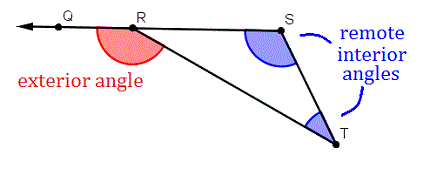 Q
R
S
remote
interior
angles
exterior angle
T